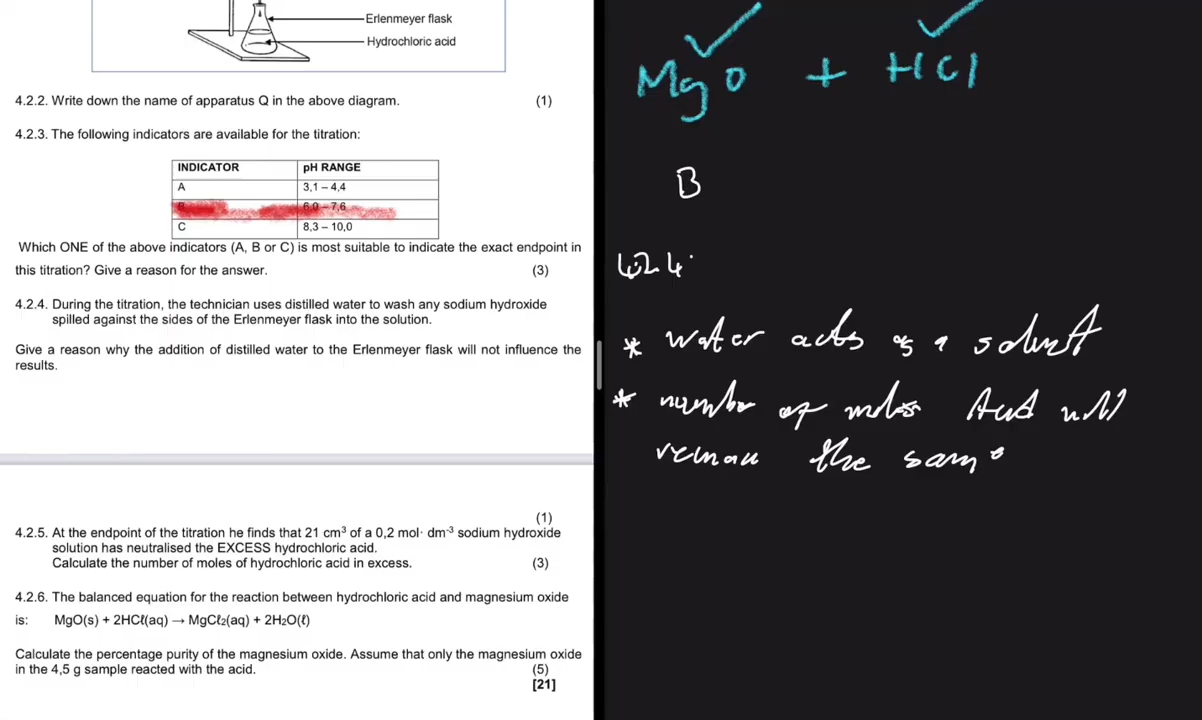 Erlenmeyer flask
Hydrochloric acid
4.2.2. Write down the name of apparatus Q in the above diagram. (1)
4.2.3. The following indicators are available for the titration:
INDICATOR pH RANGE
A 3,1 – 4,4
B 6,0 – 7,6
C 8,3 – 10,0
Which ONE of the above indicators (A, B or C) is most suitable to indicate the exact endpoint in
this titration? Give a reason for the answer. (3)
4.2.4. During the titration, the technician uses distilled water to wash any sodium hydroxide
spilled against the sides of the Erlenmeyer flask into the solution.
Give a reason why the addition of distilled water to the Erlenmeyer flask will not influence the
results.
(1)
4.2.5. At the endpoint of the titration he finds that 21 cm³ of a 0,2 mol· dm⁻³ sodium hydroxide
solution has neutralised the EXCESS hydrochloric acid.
Calculate the number of moles of hydrochloric acid in excess. (3)
4.2.6. The balanced equation for the reaction between hydrochloric acid and magnesium oxide
is: MgO(s) + 2HCℓ(aq) → MgCℓ₂(aq) + 2H₂O(ℓ)
Calculate the percentage purity of the magnesium oxide. Assume that only the magnesium oxide
in the 4,5 g sample reacted with the acid. (5)
[21]
MgO + HCl
B
4.2.4.
* water acts as a solvent
* number of moles Acid will
remain the same